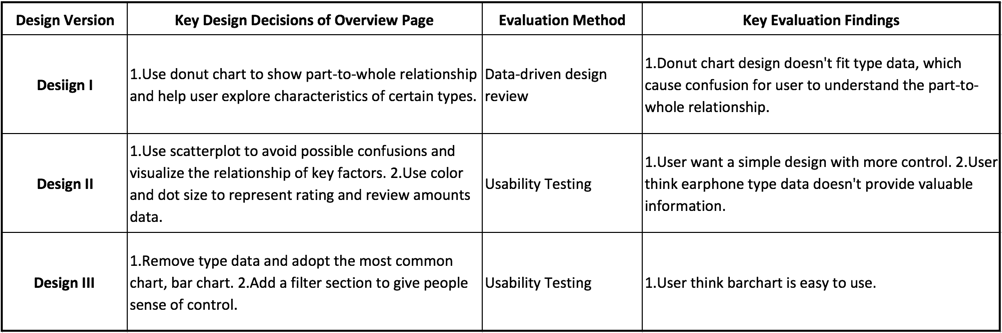 Design Version Key Design Decisions of Overview Page Evaluation Method Key Evaluation Findings
Desiign I
1.Use donut chart to show part-to-whole relationship
and help user explore characteristics of certain types.
Data-driven design
review
1.Donut chart design doesn't fit type data, which
cause confusion for user to understand the part-to-
whole relationship.
Design II
1.Use scatterplot to avoid possible confusions and
visualize the relationship of key factors. 2.Use color
and dot size to represent rating and review amounts
data.
Usability Testing
1.User want a simple design with more control. 2.User
think earphone type data doesn't provide valuable
information.
Design III
1.Remove type data and adopt the most common
chart, bar chart. 2.Add a filter section to give people
sense of control.
Usability Testing
1.User think barchart is easy to use.